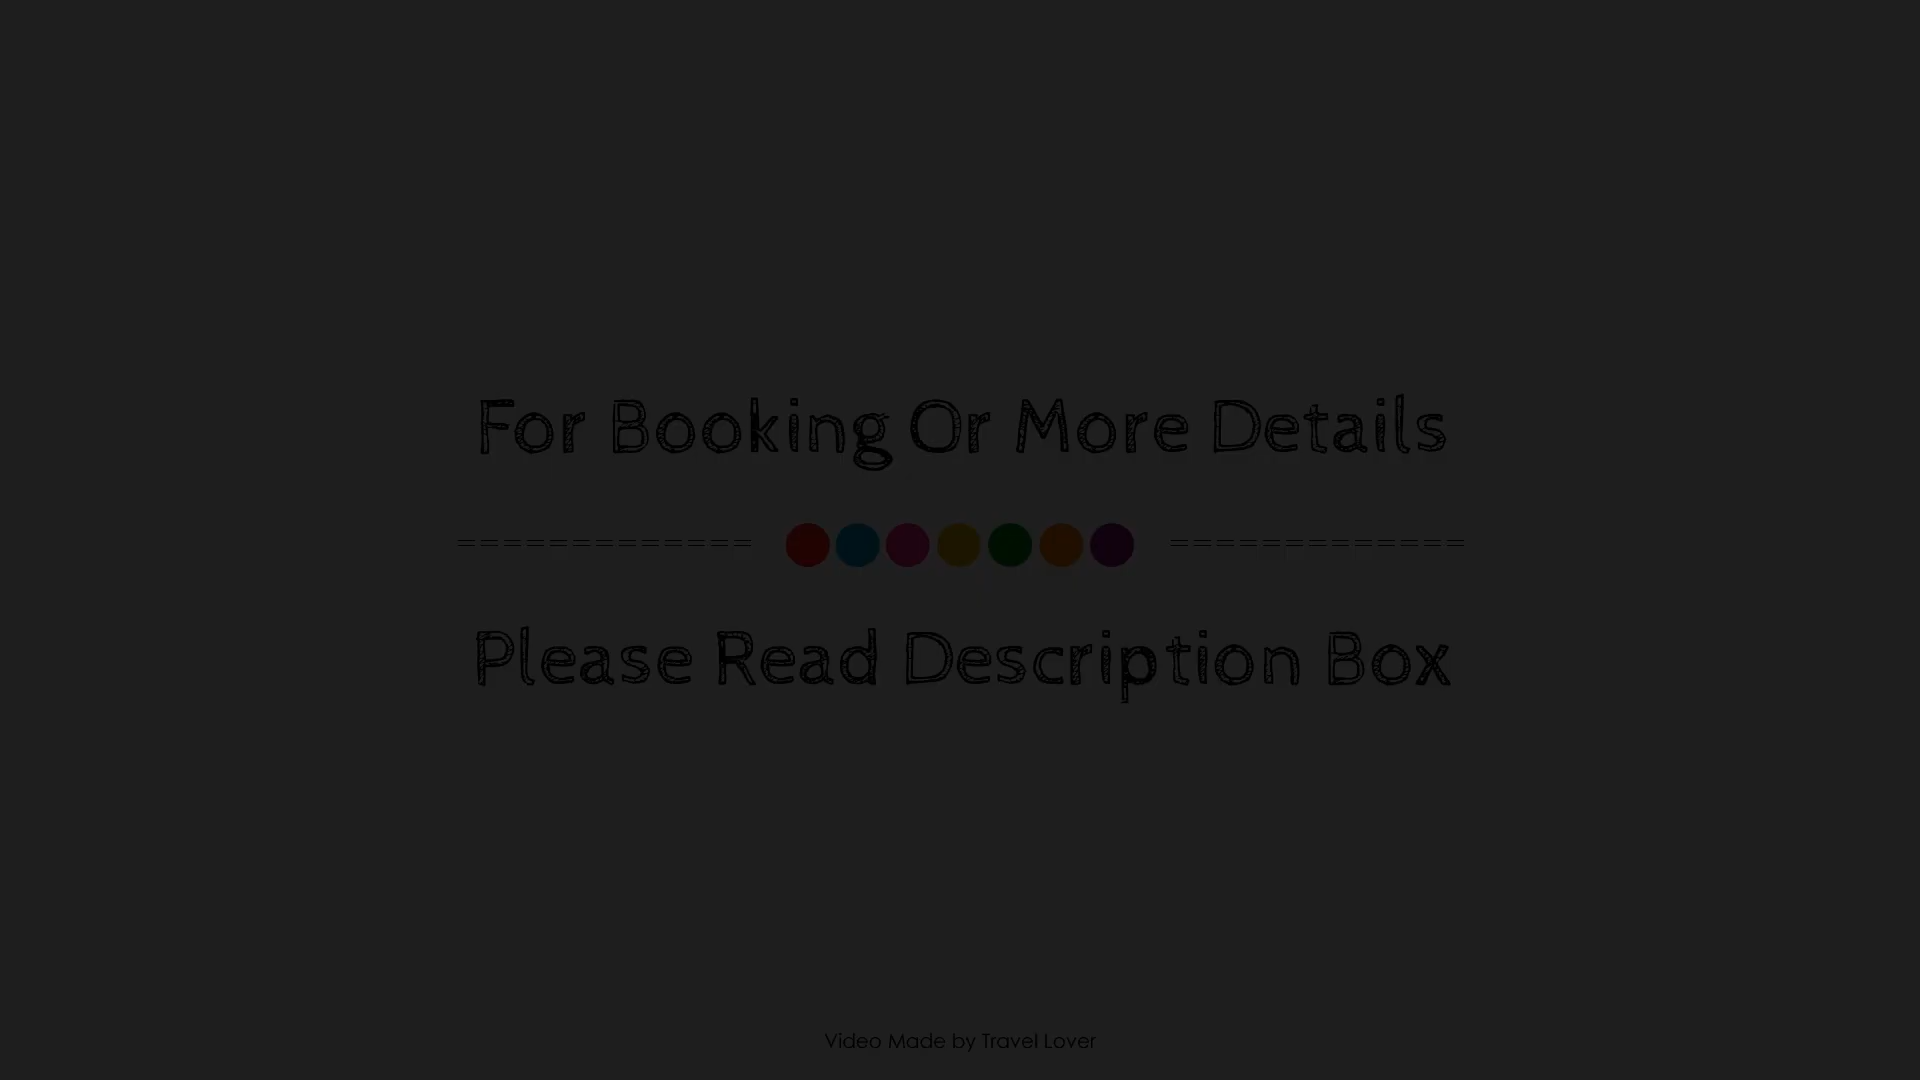 For Booking Or More Details
============= =============
Please Read Description Box
Video Made by Travel Lover